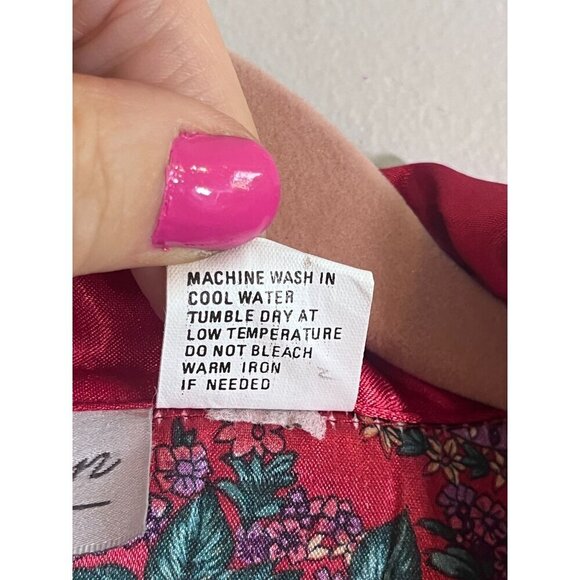 MACHINE WASH IN
COOL WATER
TUMBLE DRY AT
LOW TEMPERATURE
DO NOT BLEACH
WARM IRON
IF NEEDED